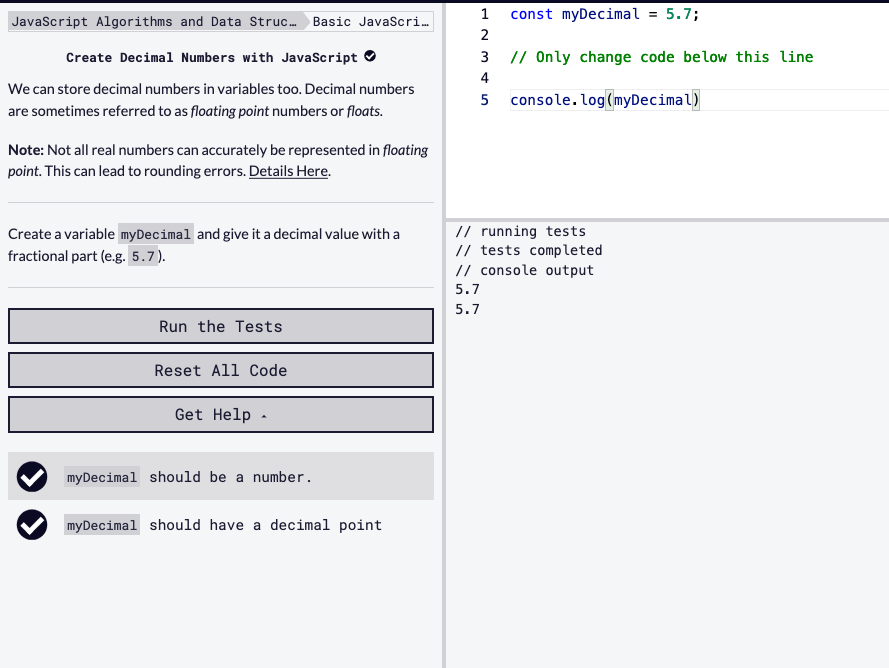 JavaScript Algorithms and Data Struc…
Basic JavaScri…
Create Decimal Numbers with JavaScript
We can store decimal numbers in variables too. Decimal numbers
are sometimes referred to as floating point numbers or floats.
Note: Not all real numbers can accurately be represented in floating
point. This can lead to rounding errors. Details Here.
Create a variable myDecimal and give it a decimal value with a
fractional part (e.g. 5.7).
Run the Tests
Reset All Code
Get Help
myDecimal should be a number.
myDecimal should have a decimal point
1 const myDecimal = 5.7;
2
3 // Only change code below this line
4
5 console.log(myDecimal)
// running tests
// tests completed
// console output
5.7
5.7